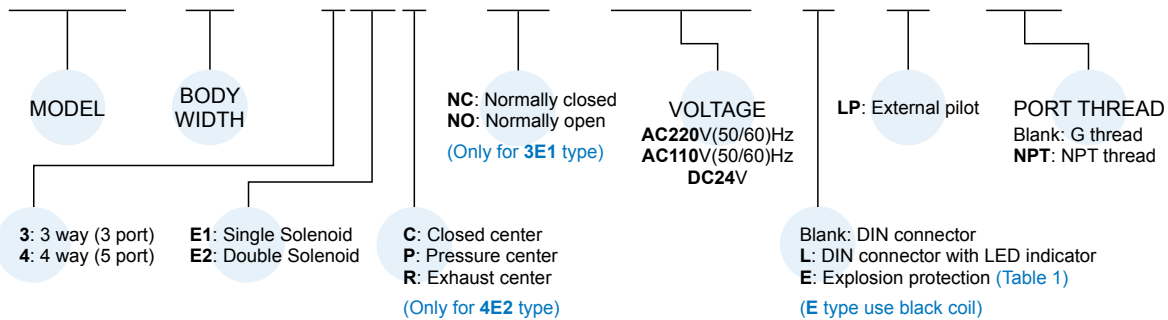 MODEL
BODY
WIDTH
NC: Normally closed
NO: Normally open
(Only for 3E1 type)
VOLTAGE
AC220V(50/60)Hz
AC110V(50/60)Hz
DC24V
LP: External pilot
PORT THREAD
Blank: G thread
NPT: NPT thread
3: 3 way (3 port)
4: 4 way (5 port)
E1: Single Solenoid
E2: Double Solenoid
C: Closed center
P: Pressure center
R: Exhaust center
(Only for 4E2 type)
Blank: DIN connector
L: DIN connector with LED indicator
E: Explosion protection (Table 1)
(E type use black coil)